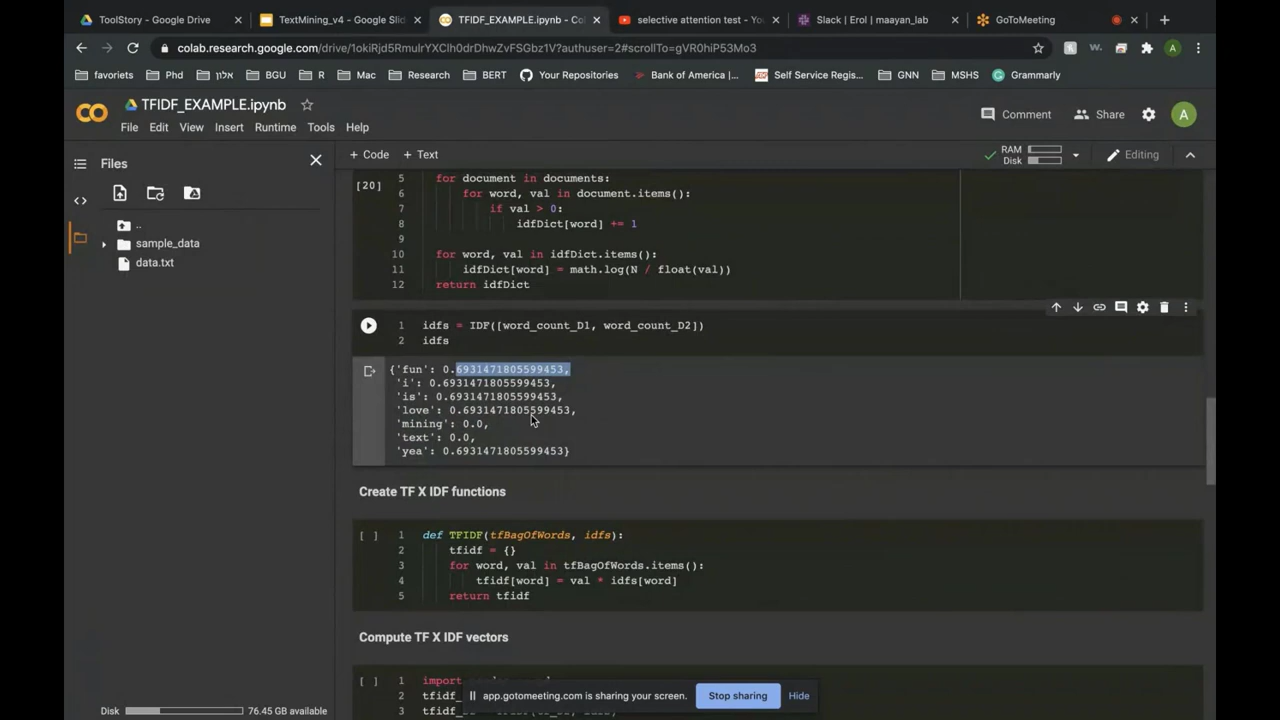 ToolStory - Google Drive
TextMining_v4 - Google Slid
TFIDF_EXAMPLE.ipynb - Co
selective attention test - You
Slack | Erol | maayan_lab
GoToMeeting
colab.research.google.com/drive/1okiRjd5RmulrYXClh0drDhwZvFSGbz1V?authuser=2#scrollTo=gVR0hiP53Mo3
favoriets
Phd
אלון
BGU
R
Mac
Research
BERT
Your Repositories
Bank of America |...
Self Service Regis...
GNN
MSHS
Grammarly
TFIDF_EXAMPLE.ipynb
File Edit View Insert Runtime Tools Help
Comment
Share
A
Files
+ Code + Text
RAM
Disk
Editing
..
sample_data
data.txt
[20]
5 for document in documents:
6 for word, val in document.items():
7 if val > 0:
8 idfDict[word] += 1
9
10 for word, val in idfDict.items():
11 idfDict[word] = math.log(N / float(val))
12 return idfDict
1 idfs = IDF([word_count_D1, word_count_D2])
2 idfs
{'fun': 0.6931471805599453,
'i': 0.6931471805599453,
'is': 0.6931471805599453,
'love': 0.6931471805599453,
'mining': 0.0,
'text': 0.0,
'yea': 0.6931471805599453}
Create TF X IDF functions
[ ] 1 def TFIDF(tfBagOfWords, idfs):
2 tfidf = {}
3 for word, val in tfBagOfWords.items():
4 tfidf[word] = val * idfs[word]
5 return tfidf
Compute TF X IDF vectors
[ ] 1 import
2 tfidf_
3
app.gotomeeting.com is sharing your screen.
Stop sharing
Hide
Disk
76.45 GB available